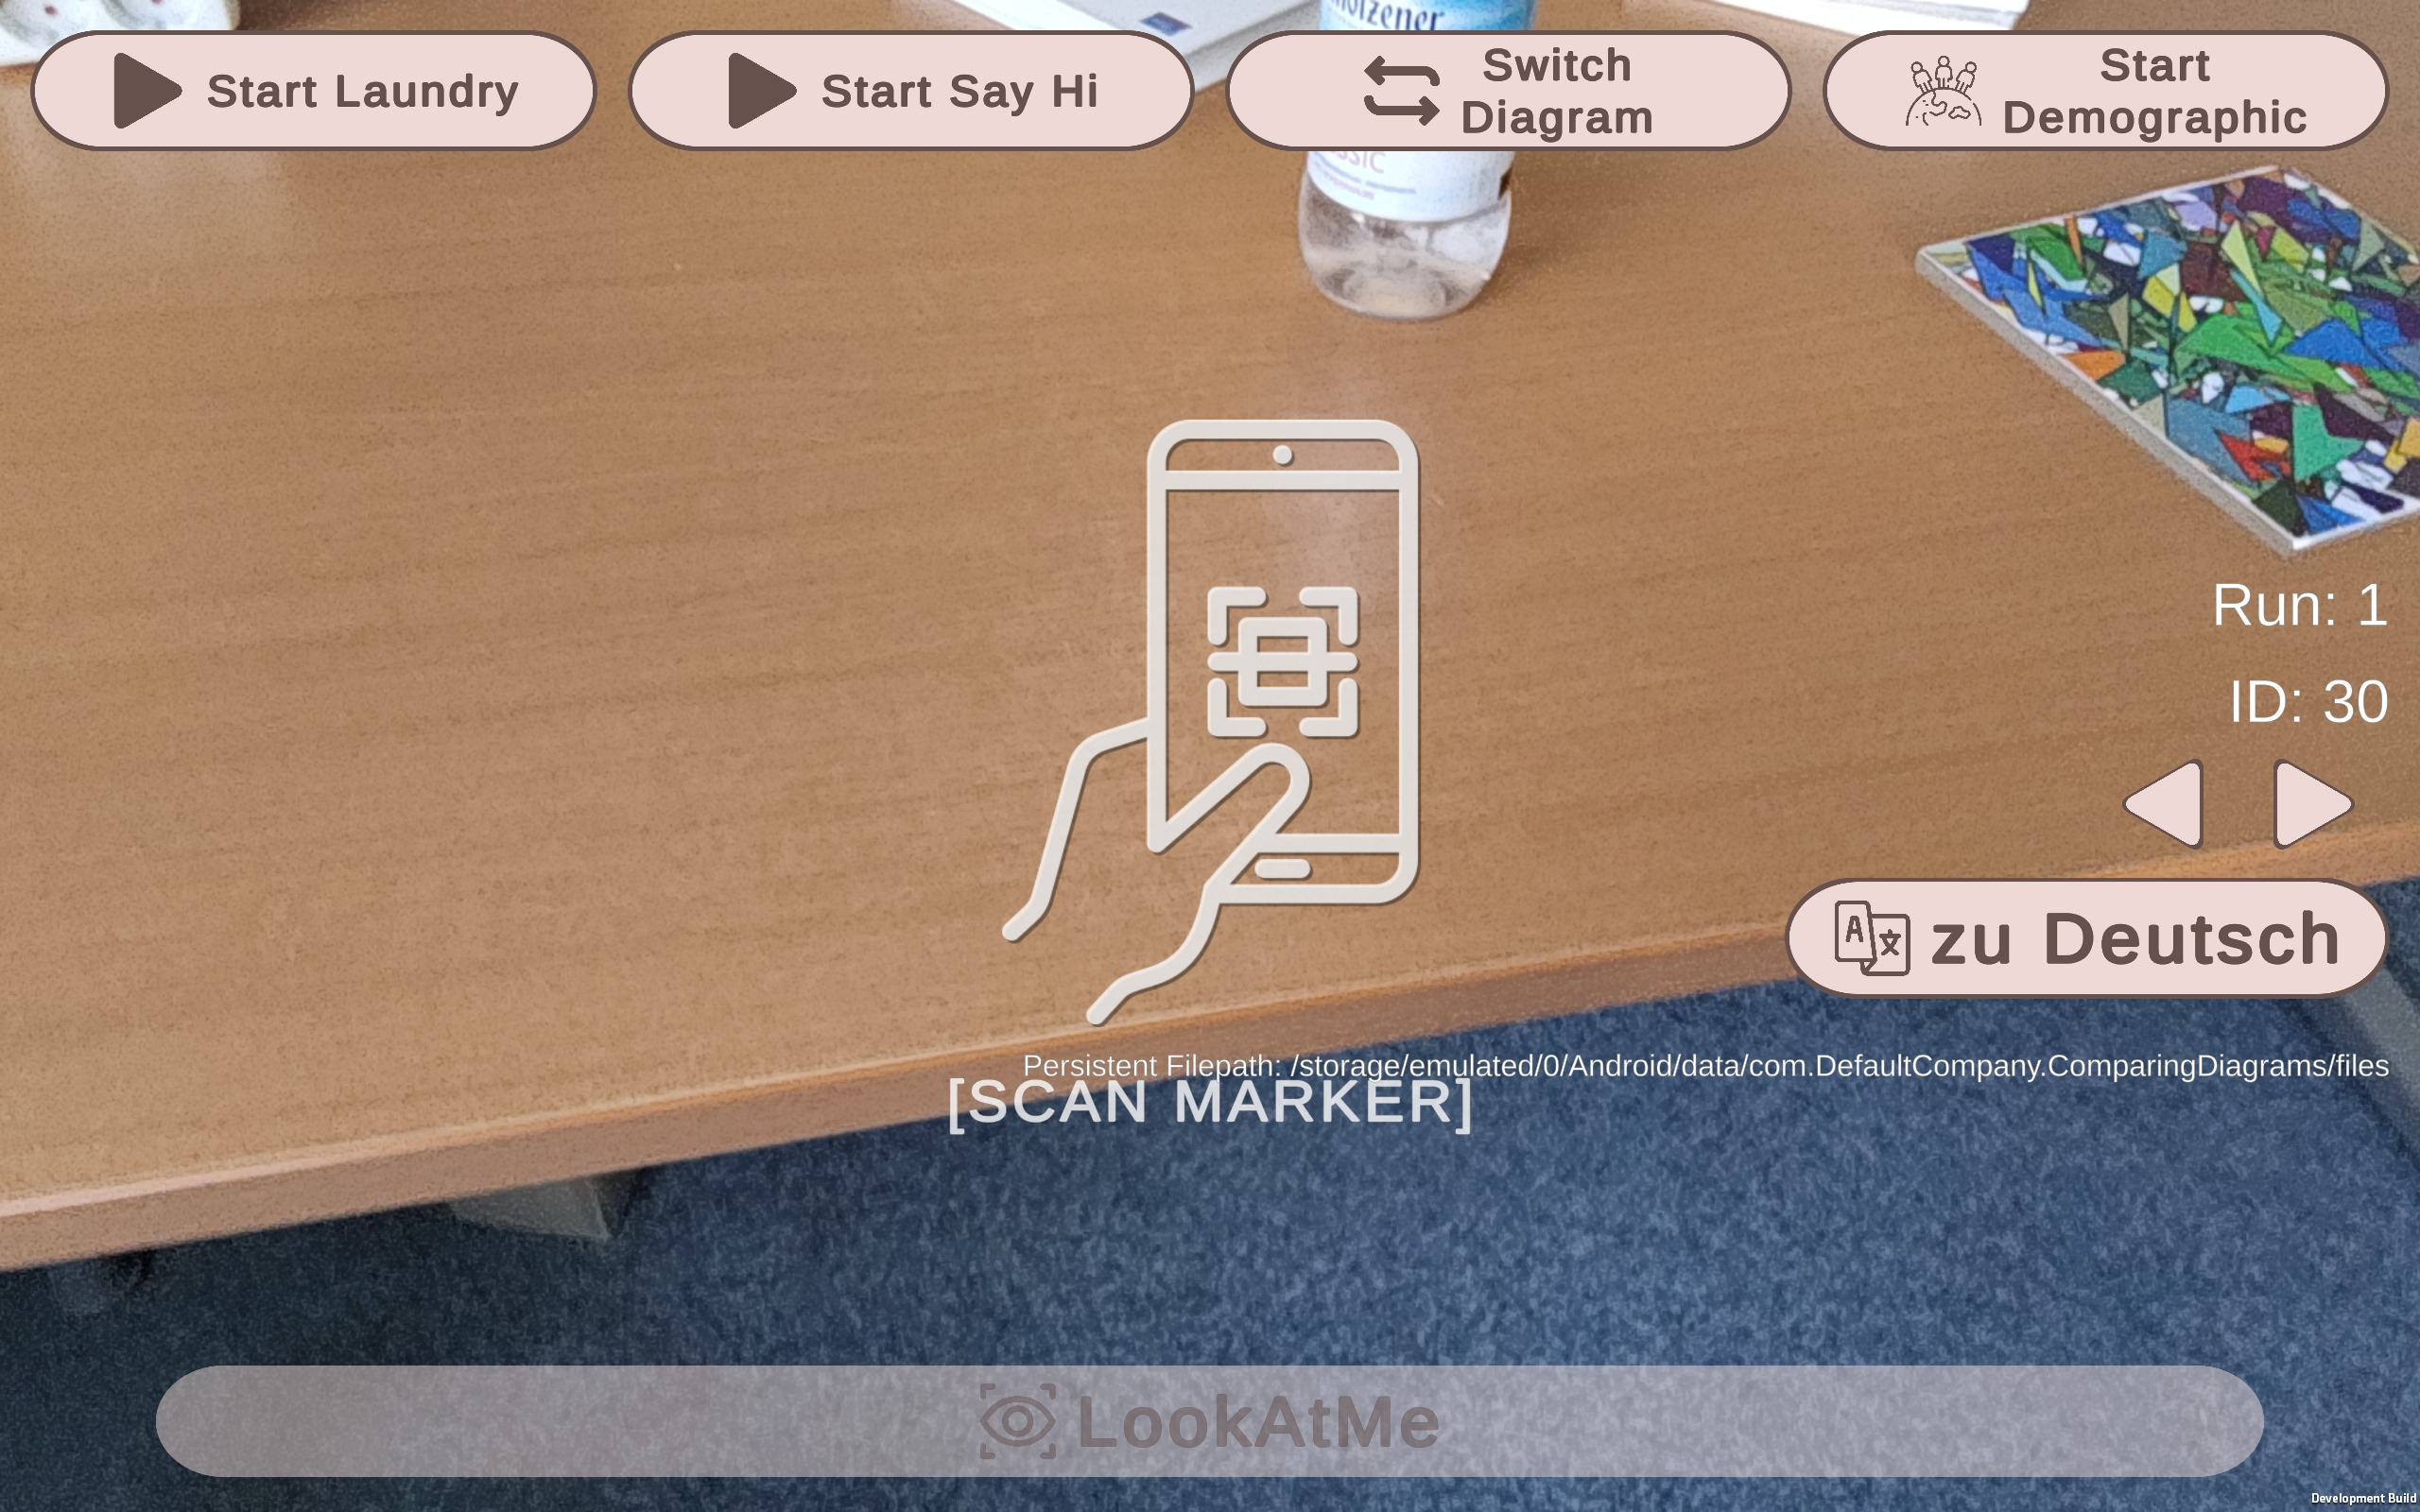 Start Laundry
Start Say Hi
Switch
Diagram
Start
Demographic
Run: 1
ID: 30
zu Deutsch
Persistent Filepath: /storage/emulated/0/Android/data/com.DefaultCompany.ComparingDiagrams/files
[SCAN MARKER]
LookAtMe
Development Build